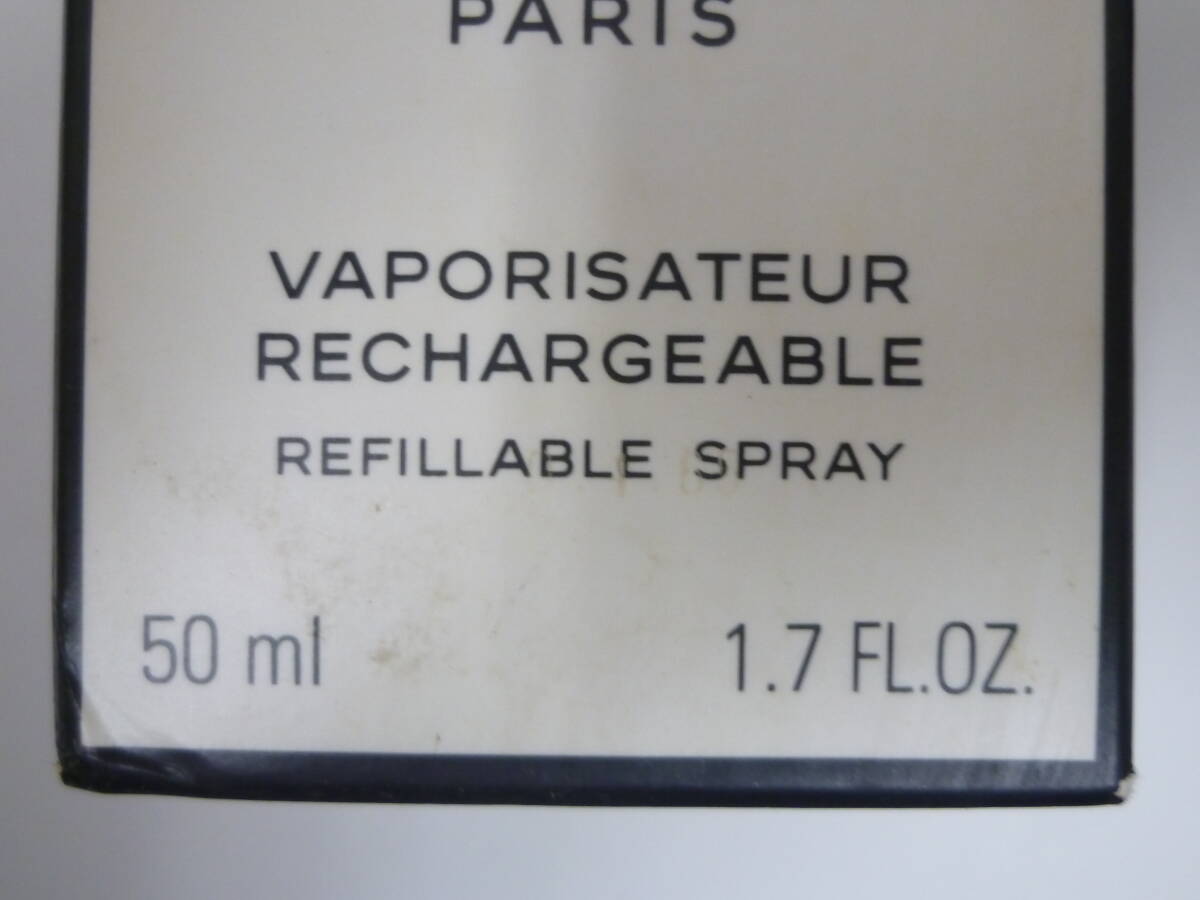 PARIS
VAPORISATEUR
RECHARGEABLE
REFILLABLE SPRAY
50 ml 1.7 FL.OZ.